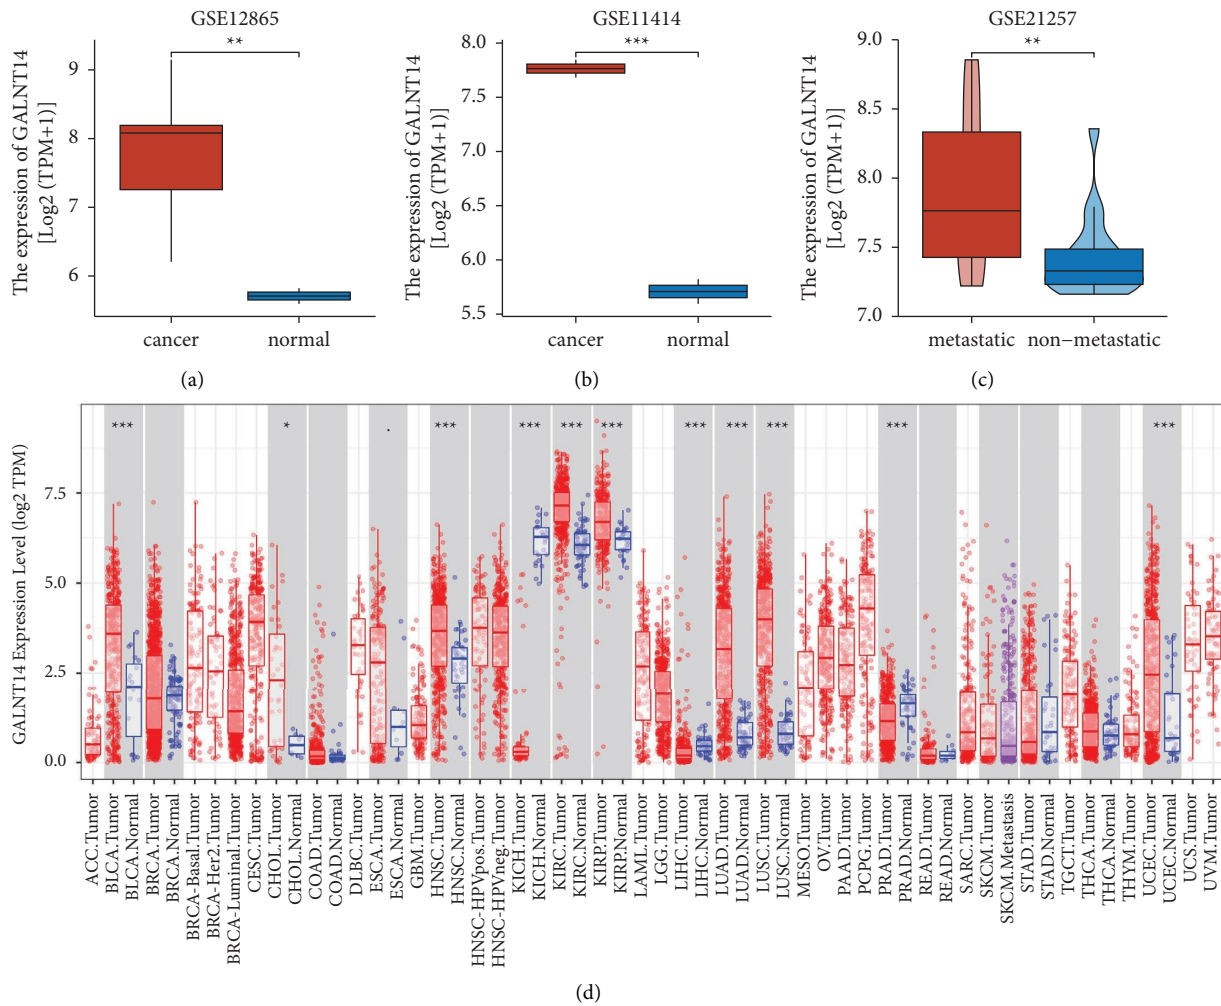 GSE12865
The expression of GALNT14
[Log2 (TPM+1)]
9
8
7
6
**
cancer
normal
(a)
GSE11414
The expression of GALNT14
[Log2 (TPM+1)]
8.0
7.5
7.0
6.5
6.0
5.5
***
cancer
normal
(b)
GSE21257
The expression of GALNT14
[Log2 (TPM+1)]
9.0
8.5
8.0
7.5
7.0
**
metastatic
non−metastatic
(c)
GALNT14 Expression Level (log2 TPM)
7.5
5.0
2.5
0.0
***
*
.
***
***
***
***
***
***
***
***
***
ACC.Tumor
BLCA.Tumor
BLCA.Normal
BRCA.Tumor
BRCA.Normal
BRCA-Basal.Tumor
BRCA-Her2.Tumor
BRCA-Luminal.Tumor
CESC.Tumor
CHOL.Tumor
CHOL.Normal
COAD.Tumor
COAD.Normal
DLBC.Tumor
ESCA.Tumor
ESCA.Normal
GBM.Tumor
HNSC.Tumor
HNSC.Normal
HNSC-HPVpos.Tumor
HNSC-HPVneg.Tumor
KICH.Tumor
KICH.Normal
KIRC.Tumor
KIRC.Normal
KIRP.Tumor
KIRP.Normal
LAML.Tumor
LGG.Tumor
LIHC.Tumor
LIHC.Normal
LUAD.Tumor
LUAD.Normal
LUSC.Tumor
LUSC.Normal
MESO.Tumor
OV.Tumor
PAAD.Tumor
PCPG.Tumor
PRAD.Tumor
PRAD.Normal
READ.Tumor
READ.Normal
SARC.Tumor
SKCM.Tumor
SKCM.Metastasis
STAD.Tumor
STAD.Normal
TGCT.Tumor
THCA.Tumor
THCA.Normal
THYM.Tumor
UCEC.Tumor
UCEC.Normal
UCS.Tumor
UVM.Tumor
(d)